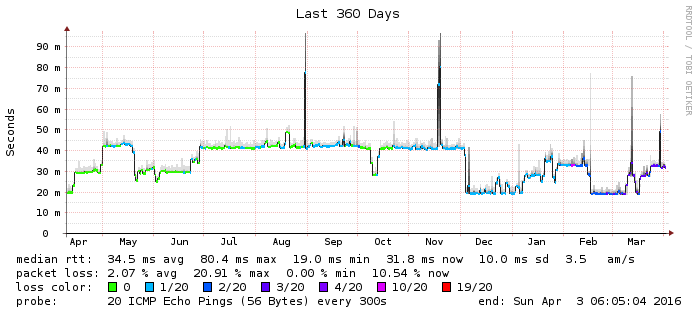 Last 360 Days
RRDTOOL / TOBI OETIKER
Seconds
90 m
80 m
70 m
60 m
50 m
40 m
30 m
20 m
10 m
0
Apr May Jun Jul Aug Sep Oct Nov Dec Jan Feb Mar
median rtt: 34.5 ms avg 80.4 ms max 19.0 ms min 31.8 ms now 10.0 ms sd 3.5 am/s
packet loss: 2.07 % avg 20.91 % max 0.00 % min 10.54 % now
loss color: 0 1/20 2/20 3/20 4/20 10/20 19/20
probe: 20 ICMP Echo Pings (56 Bytes) every 300s end: Sun Apr 3 06:05:04 2016